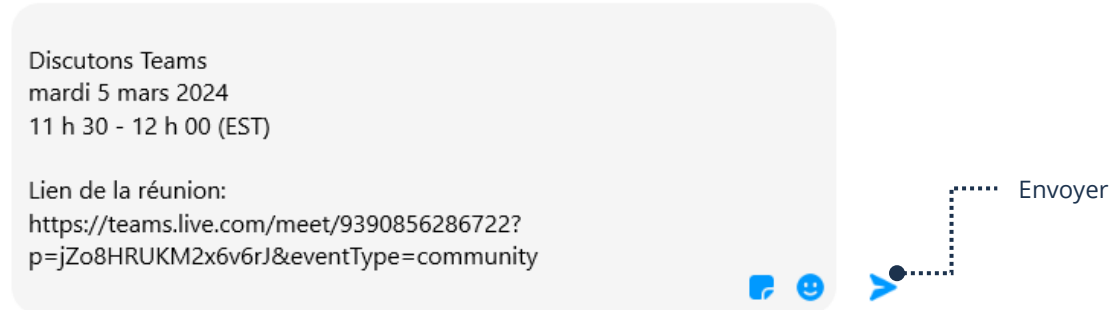 Discutons Teams
mardi 5 mars 2024
11 h 30 - 12 h 00 (EST)
Lien de la réunion:
https://teams.live.com/meet/9390856286722?
p=jZo8HRUKM2x6v6rJ&eventType=community
Envoyer